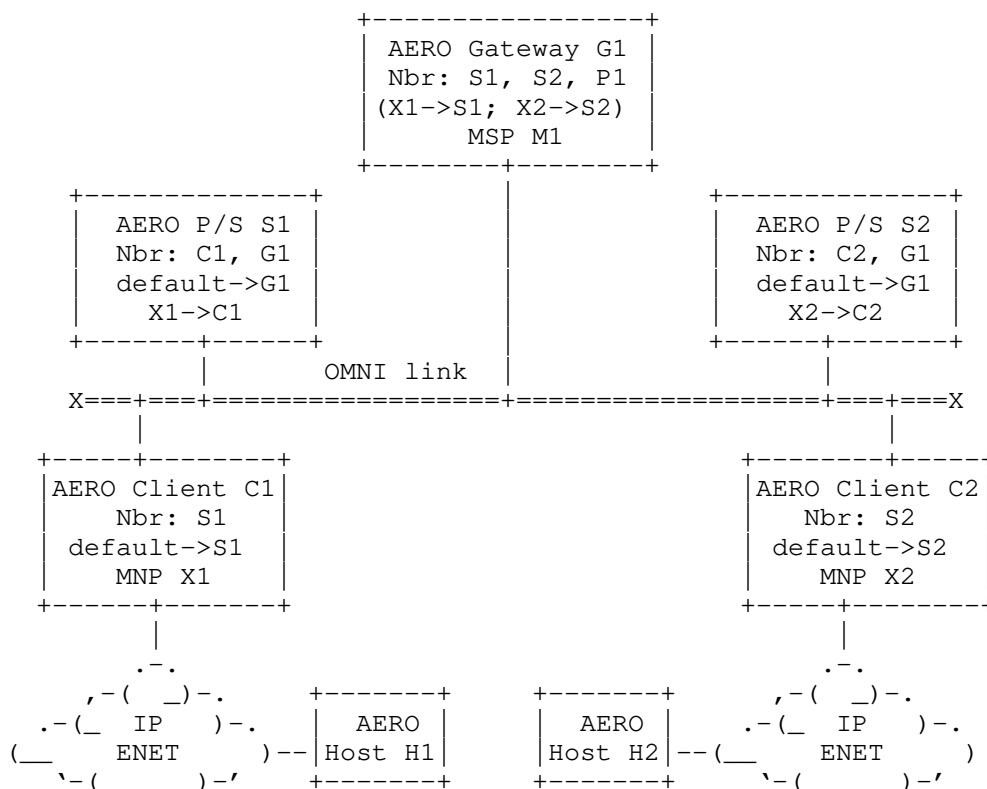 AERO Gateway G1
Nbr: S1, S2, P1
(X1->S1; X2->S2)
MSP M1
AERO P/S S1
Nbr: C1, G1
default->G1
X1->C1
AERO P/S S2
Nbr: C2, G1
default->G1
X2->C2
OMNI link
X===+===+==================+===================+===+===X
AERO Client C1
Nbr: S1
default->S1
MNP X1
AERO Client C2
Nbr: S2
default->S2
MNP X2
IP
ENET
AERO
Host H1
AERO
Host H2
IP
ENET